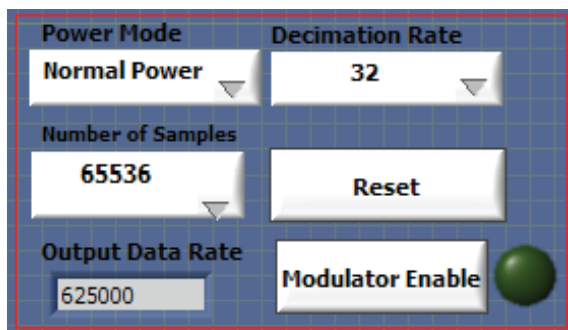 Power Mode
Decimation Rate
Normal Power
32
Number of Samples
65536
Reset
Output Data Rate
625000
Modulator Enable